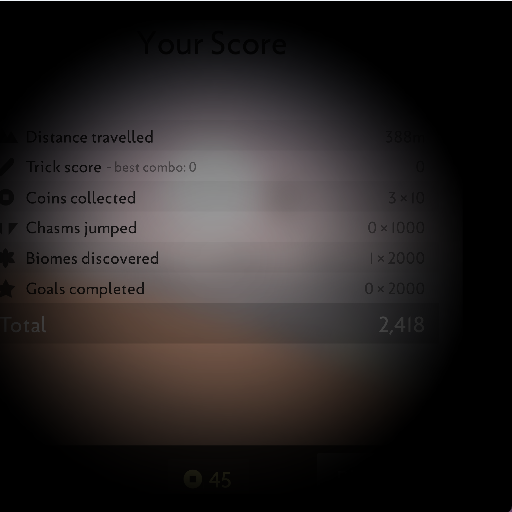 Your Score
Distance travelled 388m
Trick score - best combo: 0 0
Coins collected 3 × 10
Chasms jumped 0 × 1000
Biomes discovered 1 × 2000
Goals completed 0 × 2000
Total 2,418
45